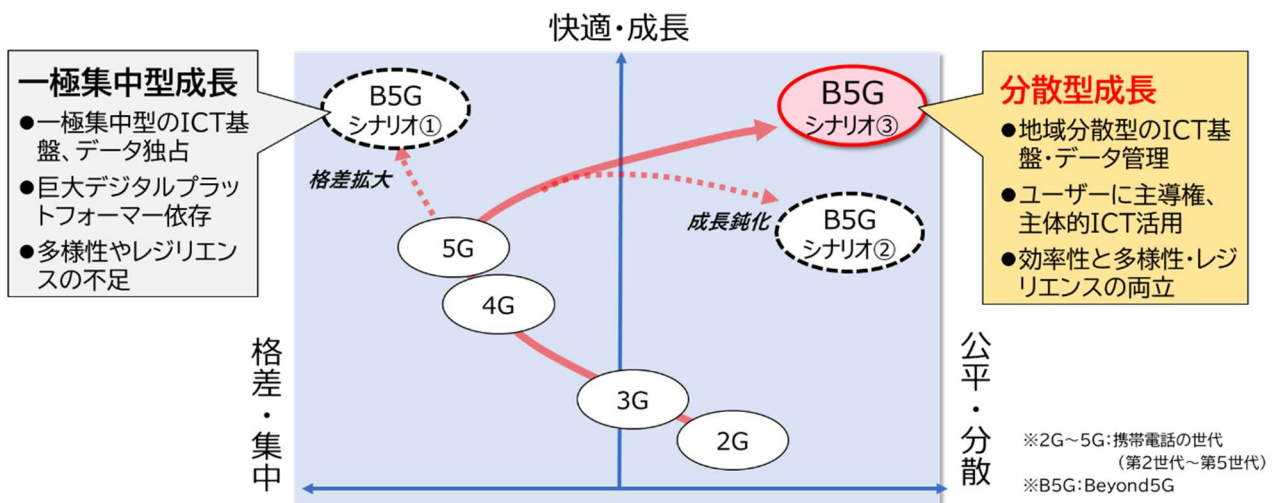 快適・成長
一極集中型成長
●一極集中型のICT基
盤、データ独占
●巨大デジタルプラッ
トフォーマー依存
●多様性やレジリエン
スの不足
B5G
シナリオ①
格差拡大
B5G
シナリオ③
成長鈍化
B5G
シナリオ②
5G
4G
3G
2G
分散型成長
●地域分散型のICT基
盤・データ管理
●ユーザーに主導権、
主体的ICT活用
●効率性と多様性・レジ
リエンスの両立
格差・集中
公平・分散
※2G～5G:携帯電話の世代
(第2世代～第5世代)
※B5G:Beyond5G